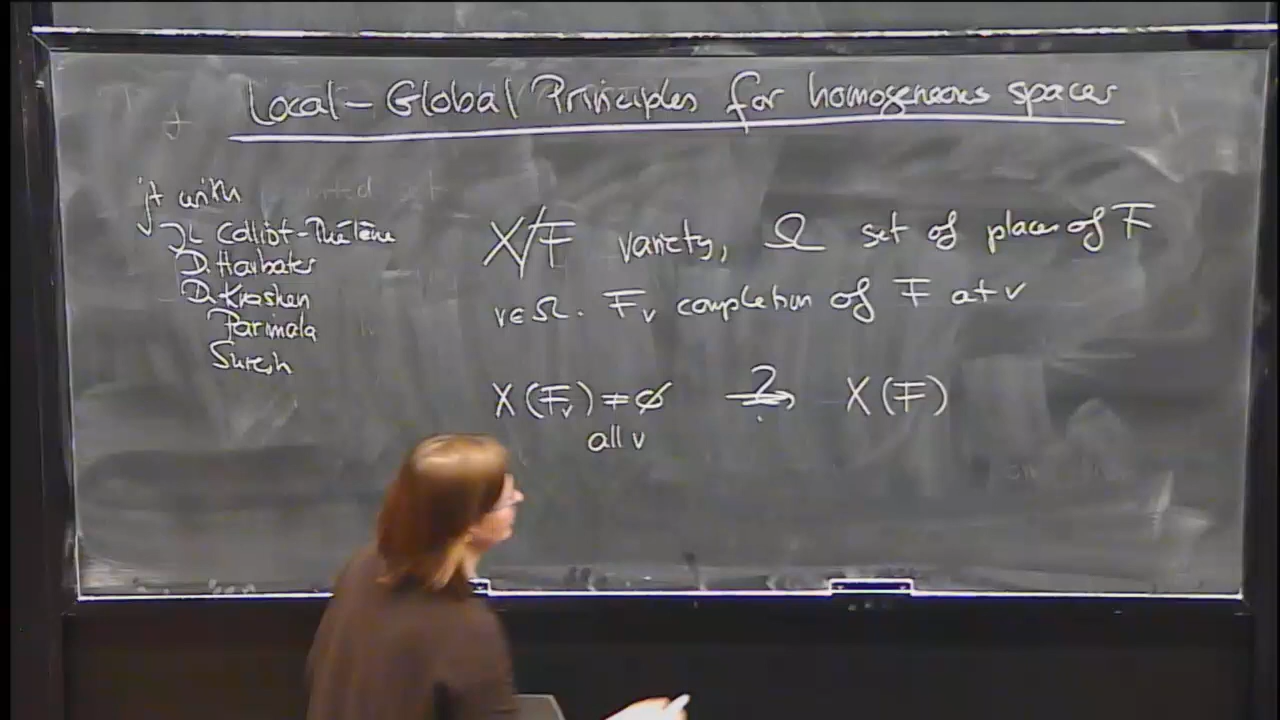 Local-Global Principles for homogeneous spaces
jt with
JL Colliot-Thélène
D. Harbater
D. Krashen
Parimala
Suresh
X/F variety, Ω set of places of F
v∈Ω. F_v completion of F at v
X(F_v) ≠ ∅ ⇒? X(F)
all v